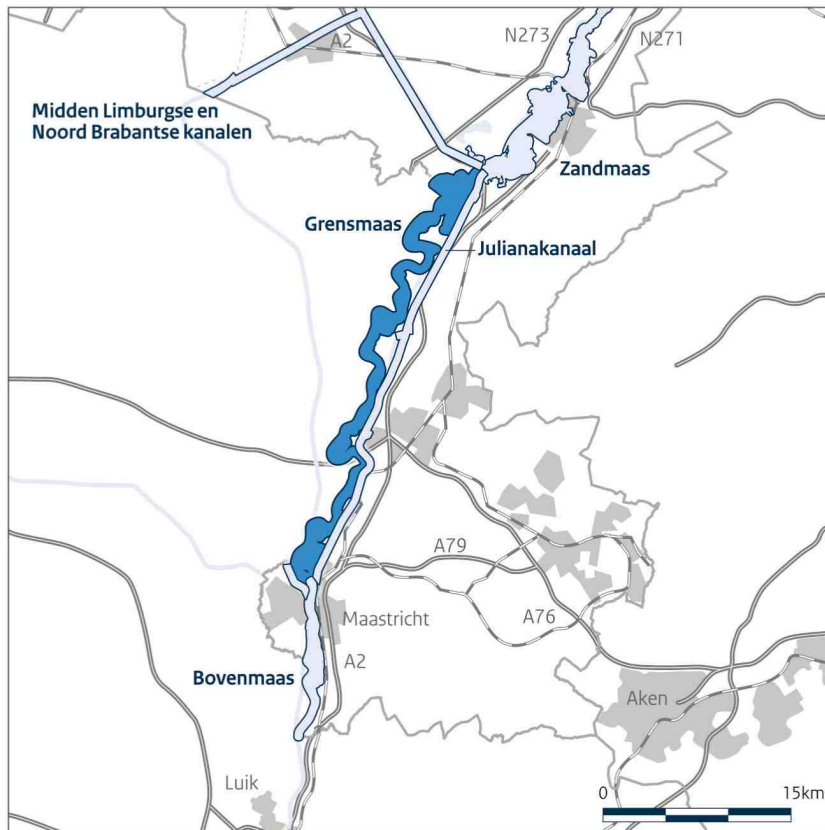 N273
A2
N271
Midden Limburgse en
Noord Brabantse kanalen
Zandmaas
Grensmaas
Julianakanaal
A79
A76
Maastricht
A2
Bovenmaas
Aken
Luik
0 15km